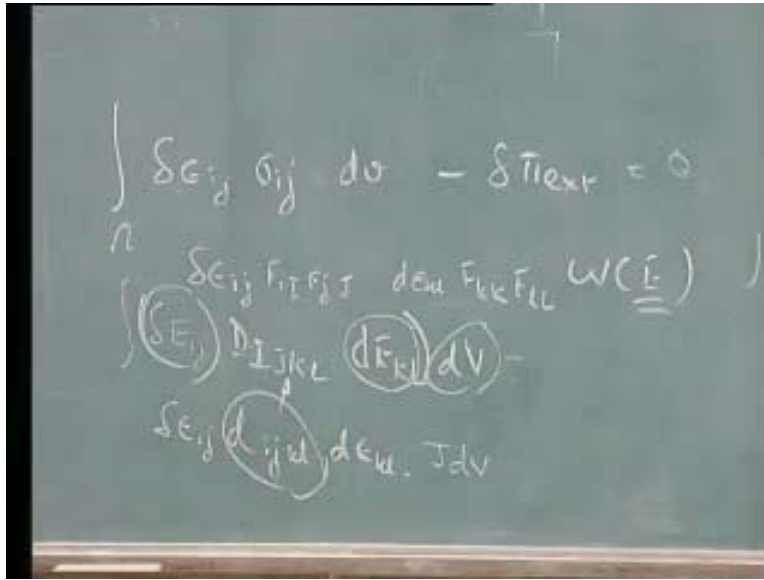 ∫_Ω δϵ_ij σ_ij dv − δΠ_ext = 0
δϵ_ij F_iI F_jJ dϵ_kl F_kK F_lL W(E)
∫ δE_IJ D_IJKL dE_KL dV −
δϵ_ij d_ijkl dϵ_kl . J dV